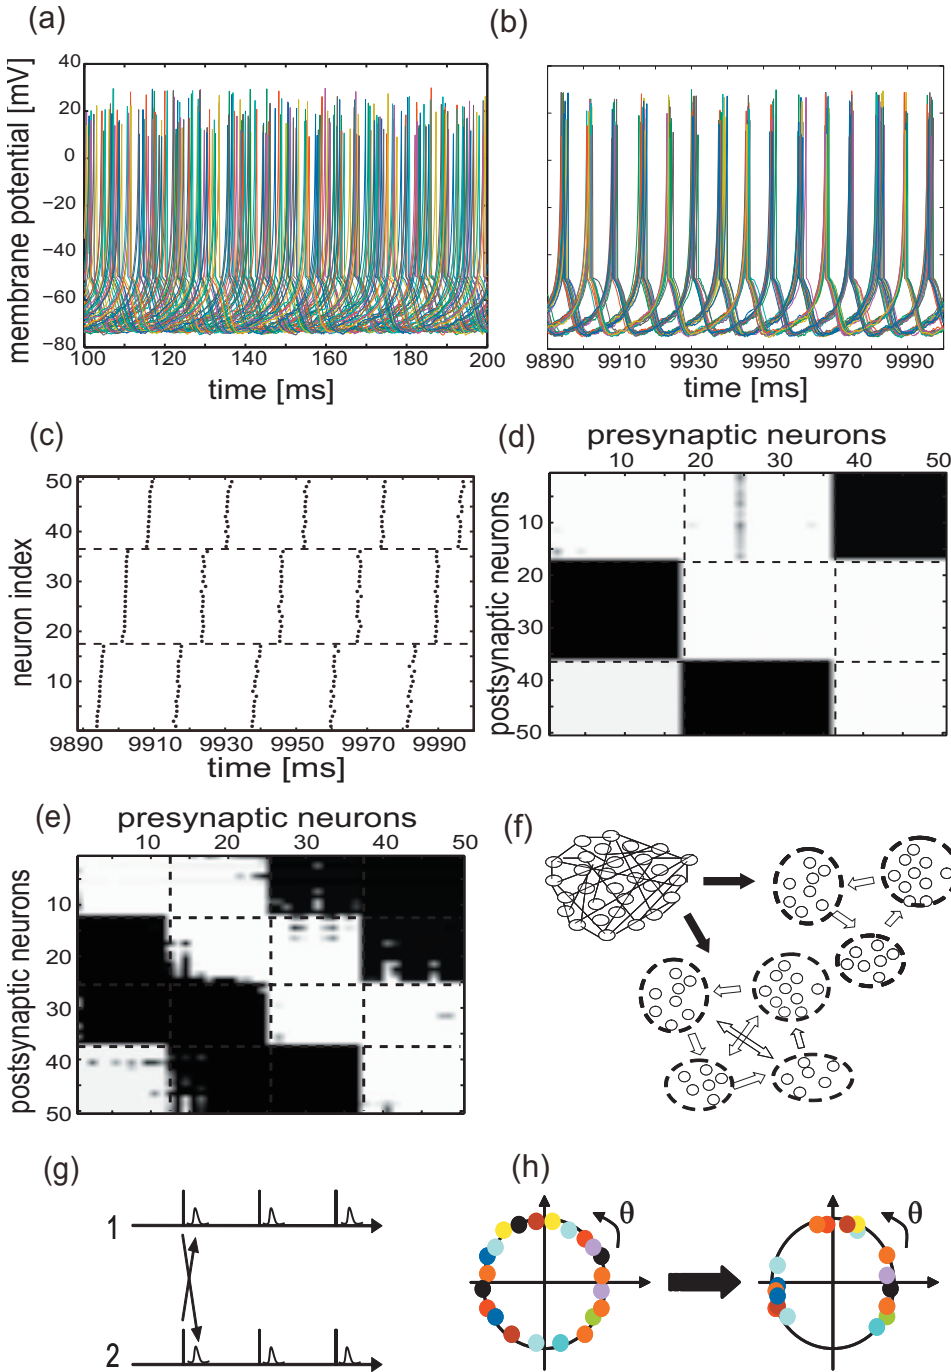 (a)
(b)
membrane potential [mV]
40
20
0
−20
−40
−60
−80
100 120 140 160 180 200
time [ms]
9890 9910 9930 9950 9970 9990
time [ms]
(c)
neuron index
50
40
30
20
10
9889 9910 9930 9950 9970 9990
time [ms]
(d)
presynaptic neurons
10 20 30 40 50
postsynaptic neurons
10
20
30
40
50
(e)
presynaptic neurons
10 20 30 40 50
postsynaptic neurons
10
20
30
40
50
(f)
(g)
1
2
(h)
θ
θ